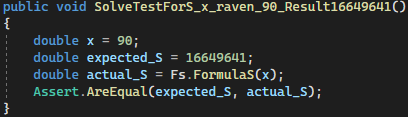 public void SolveTestForS_x_raven_90_Result16649641()
{
double x = 90;
double expected_S = 16649641;
double actual_S = Fs.FormulaS(x);
Assert.AreEqual(expected_S, actual_S);
}